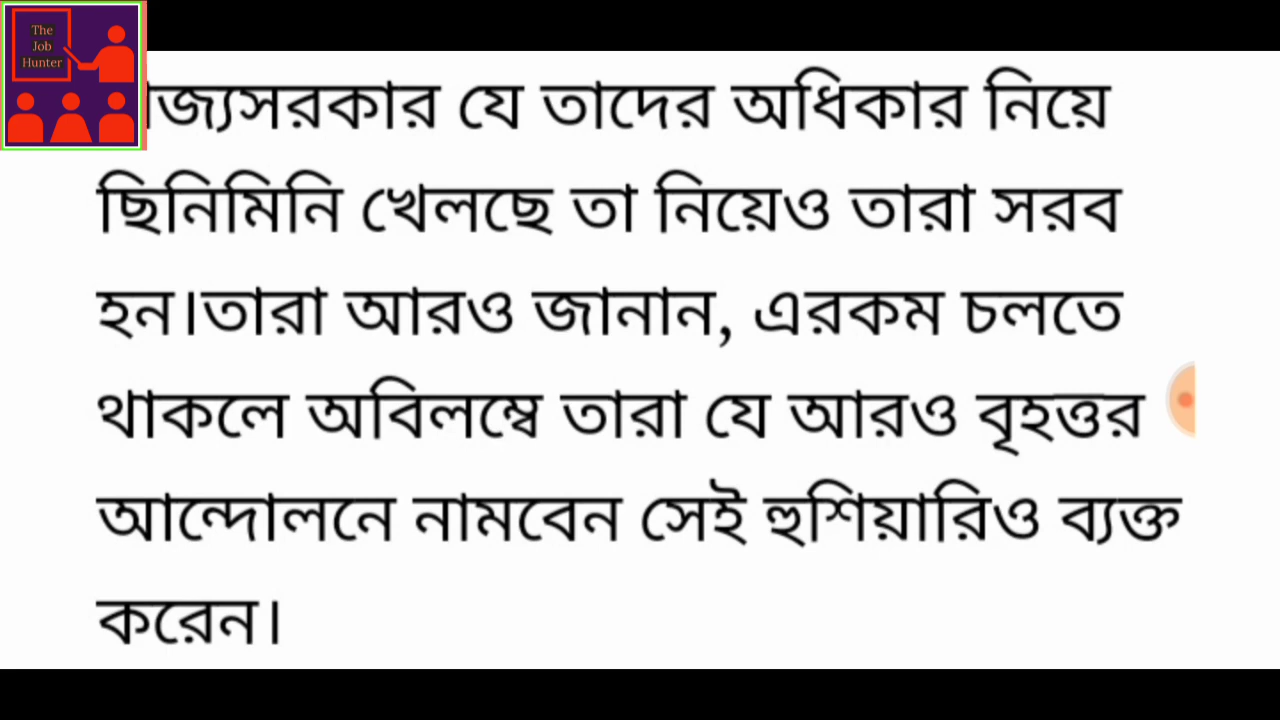 The
Job
Hunter
যে তাদের অধিকার নিয়ে
ছিনিমিনি খেলছে তা নিয়েও তারা সরব
হন।তারা আরও জানান, এরকম চলতে
থাকলে অবিলম্বে তারা যে আরও বৃহত্তর
আন্দোলনে নামবেন সেই হুশিয়ারিও ব্যক্ত
করেন।